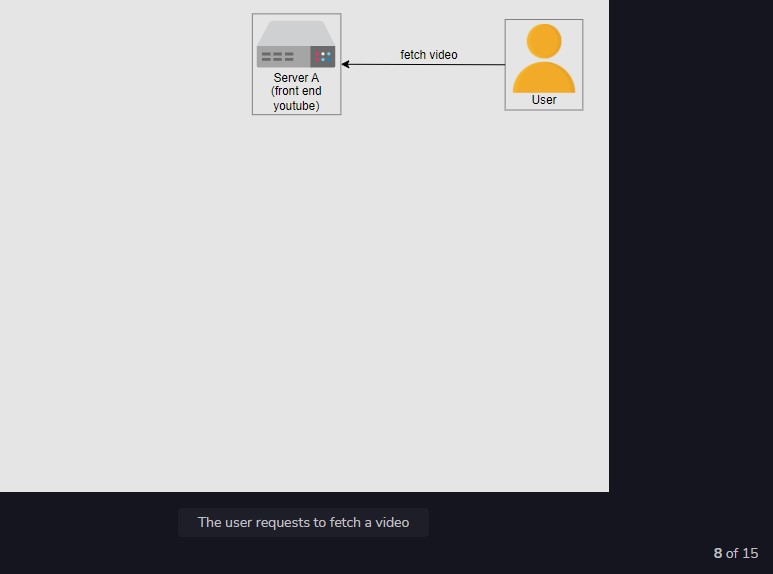 fetch video
Server A
(front end
youtube)
User
The user requests to fetch a video
8 of 15